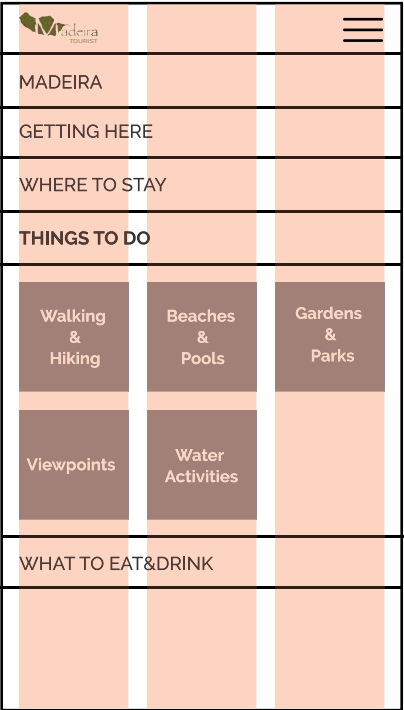 Madeira
TOURIST
MADEIRA
GETTING HERE
WHERE TO STAY
THINGS TO DO
Walking
&
Hiking
Beaches
&
Pools
Gardens
&
Parks
Viewpoints
Water
Activities
WHAT TO EAT&DRINK